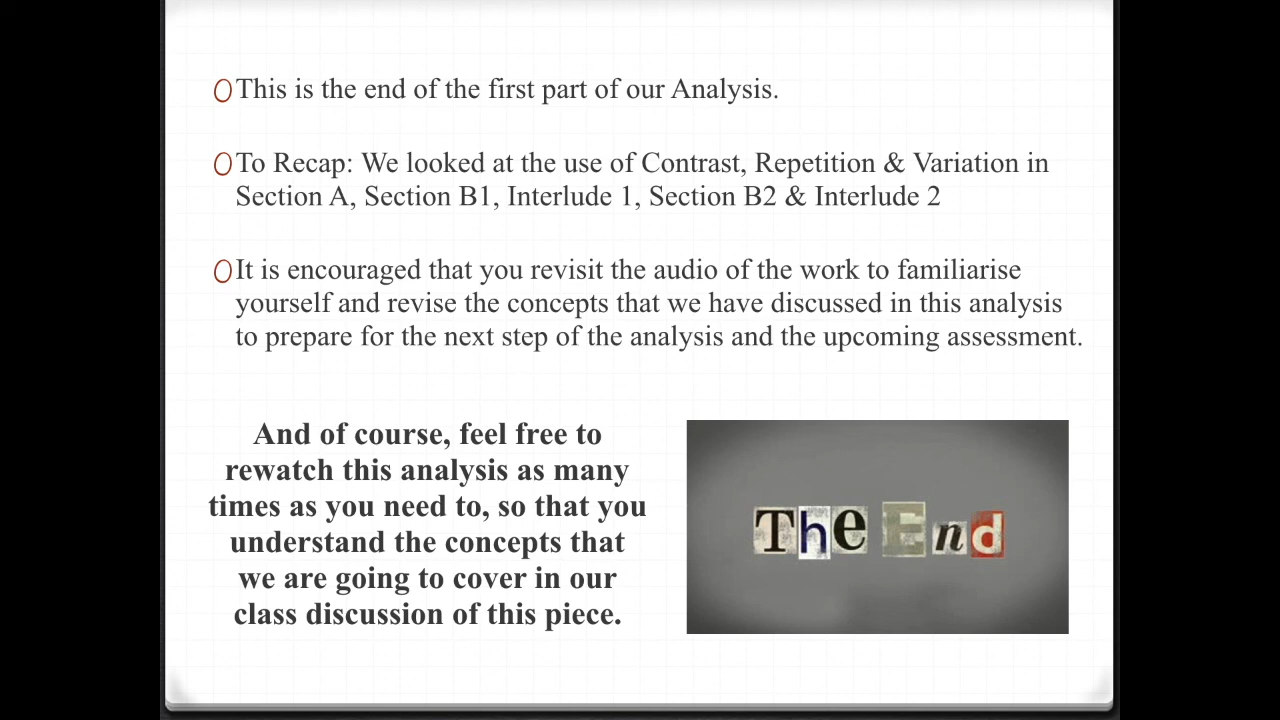 This is the end of the first part of our Analysis.
To Recap: We looked at the use of Contrast, Repetition & Variation in
Section A, Section B1, Interlude 1, Section B2 & Interlude 2
It is encouraged that you revisit the audio of the work to familiarise
yourself and revise the concepts that we have discussed in this analysis
to prepare for the next step of the analysis and the upcoming assessment.
And of course, feel free to
rewatch this analysis as many
times as you need to, so that you
understand the concepts that
we are going to cover in our
class discussion of this piece.
The End